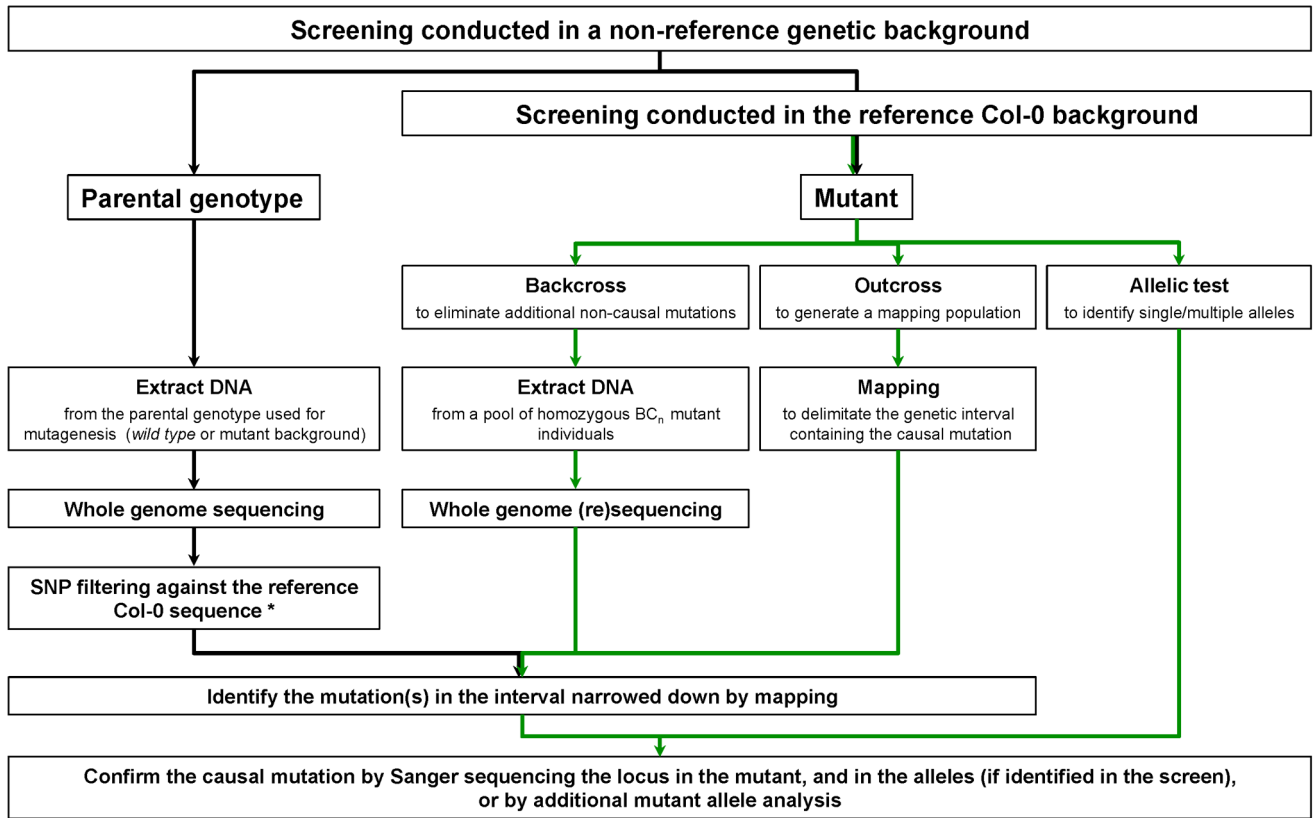 Screening conducted in a non-reference genetic background
Screening conducted in the reference Col-0 background
Parental genotype
Mutant
Backcross
to eliminate additional non-causal mutations
Outcross
to generate a mapping population
Allelic test
to identify single/multiple alleles
Extract DNA
from the parental genotype used for
mutagenesis (wild type or mutant background)
Extract DNA
from a pool of homozygous BCn mutant
individuals
Mapping
to delimitate the genetic interval
containing the causal mutation
Whole genome sequencing
Whole genome (re)sequencing
SNP filtering against the reference
Col-0 sequence *
Identify the mutation(s) in the interval narrowed down by mapping
Confirm the causal mutation by Sanger sequencing the locus in the mutant, and in the alleles (if identified in the screen),
or by additional mutant allele analysis